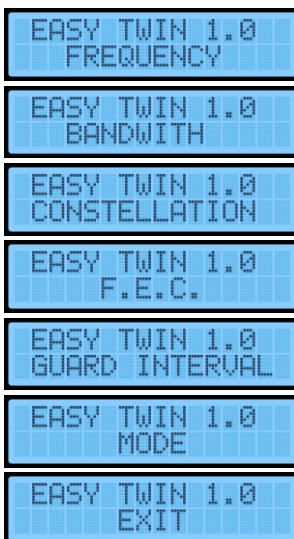 EASY TWIN 1.0
FREQUENCY
EASY TWIN 1.0
BANDWITH
EASY TWIN 1.0
CONSTELLATION
EASY TWIN 1.0
F.E.C.
EASY TWIN 1.0
GUARD INTERVAL
EASY TWIN 1.0
MODE
EASY TWIN 1.0
EXIT